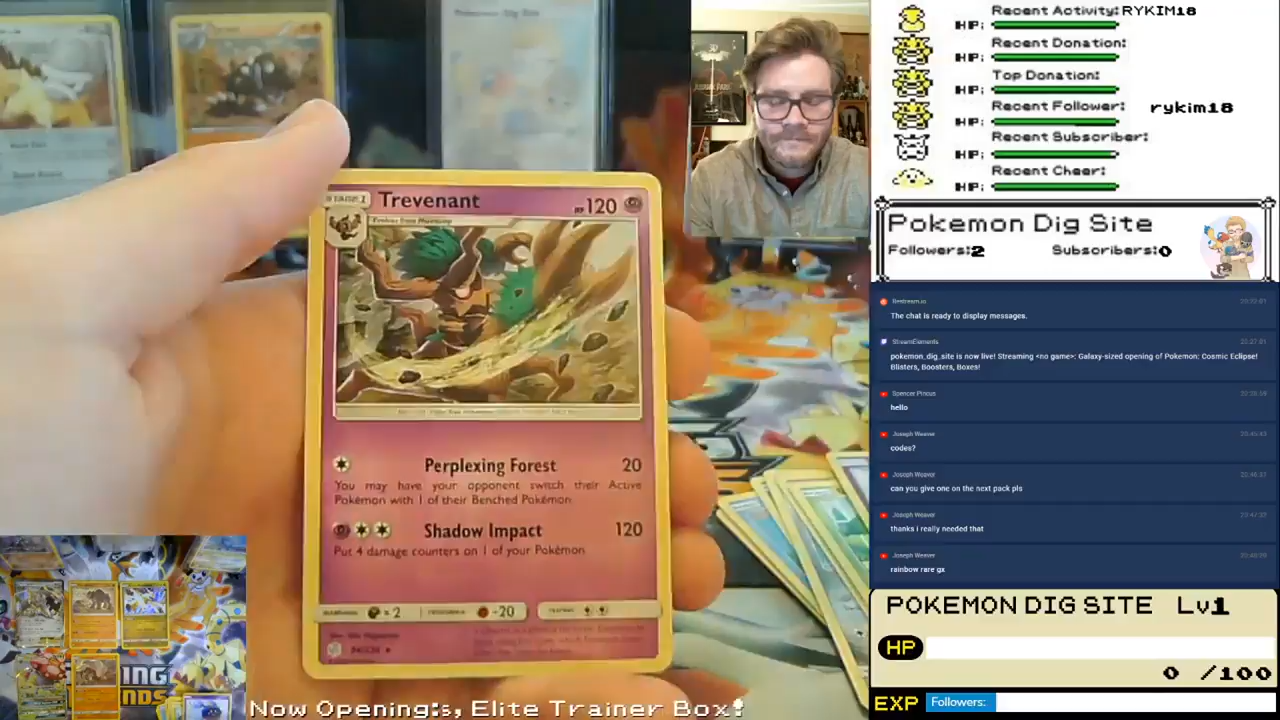 STAGE 1
Trevenant
HP120
Perplexing Forest 20
You may have your opponent switch their Active
Pokémon with 1 of their Benched Pokémon.
Shadow Impact 120
Put 4 damage counters on 1 of your Pokémon.
x2
-20
Now Opening:s, Elite Trainer Box!
Recent Activity: RYKIM18
HP:
Recent Donation:
HP:
Top Donation:
HP:
Recent Follower: rykim18
HP:
Recent Subscriber:
HP:
Recent Cheer:
HP:
Pokemon Dig Site
Followers:2 Subscribers:0
Restream.io
The chat is ready to display messages.
StreamElements
pokemon_dig_site is now live! Streaming <no game>: Galaxy-sized opening of Pokemon: Cosmic Eclipse!
Blisters, Boosters, Boxes!
hello
Joseph Weaver
codes?
Joseph Weaver
can you give one on the next pack pls
Joseph Weaver
thanks i really needed that
Joseph Weaver
rainbow rare gx
POKEMON DIG SITE Lv1
HP
0 /100
EXP Followers: